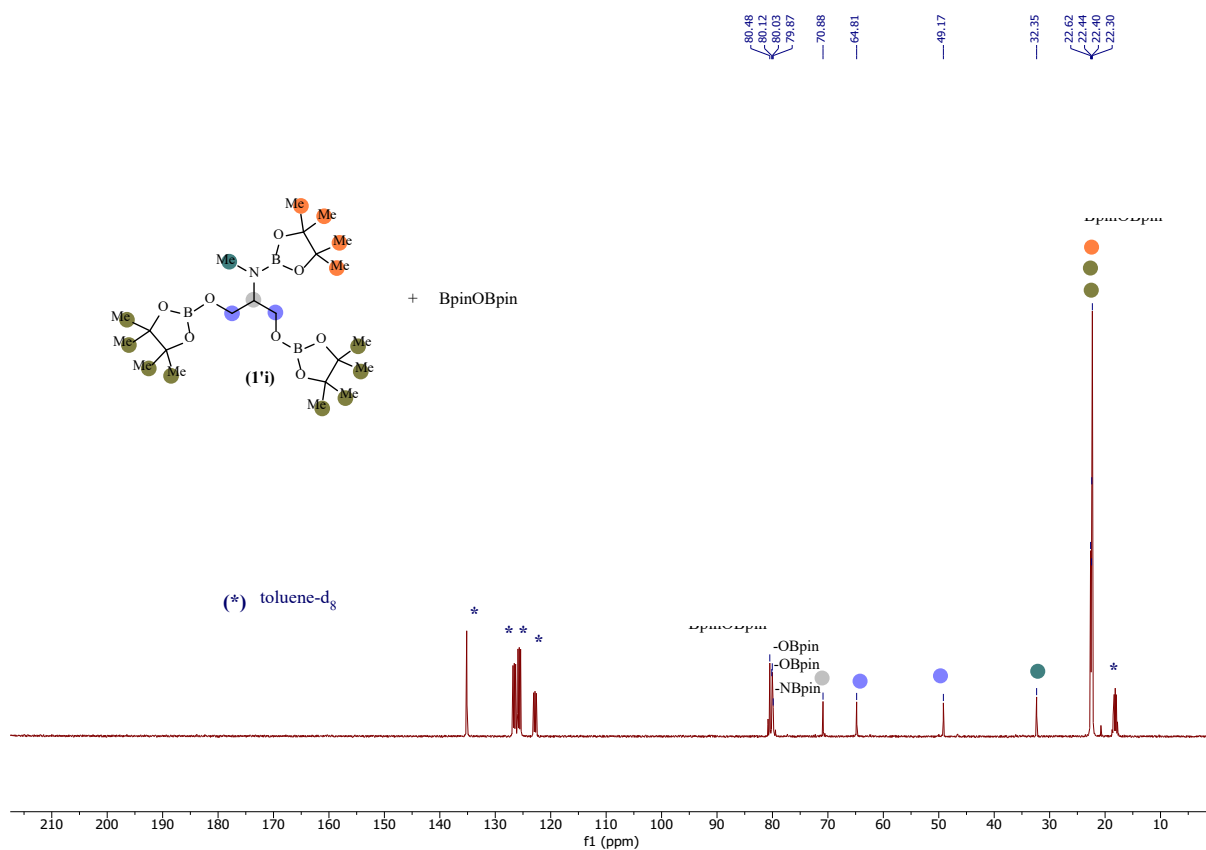 80.48
80.12
80.03
79.87
70.88
64.81
49.17
32.35
22.62
22.44
22.40
22.30
BpinOBpin
Me
Me
O
Me
Me
N
B
O
Me
+ BpinOBpin
O
O
B
O
Me
O
B
O
Me
Me
O
Me
Me
Me
(1'i)
Me
Me
(*) toluene-d8
*
* *
*
BpinOBpin
-OBpin
-OBpin
-NBpin
*
210 200 190 180 170 160 150 140 130 120 110 100 90 80 70 60 50 40 30 20 10
f1 (ppm)